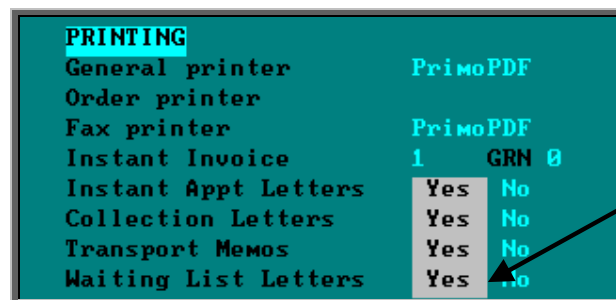 PRINTING
General printer PrimoPDF
Order printer
Fax printer PrimoPDF
Instant Invoice 1 GRN 0
Instant Appt Letters Yes No
Collection Letters Yes No
Transport Memos Yes No
Waiting List Letters Yes No